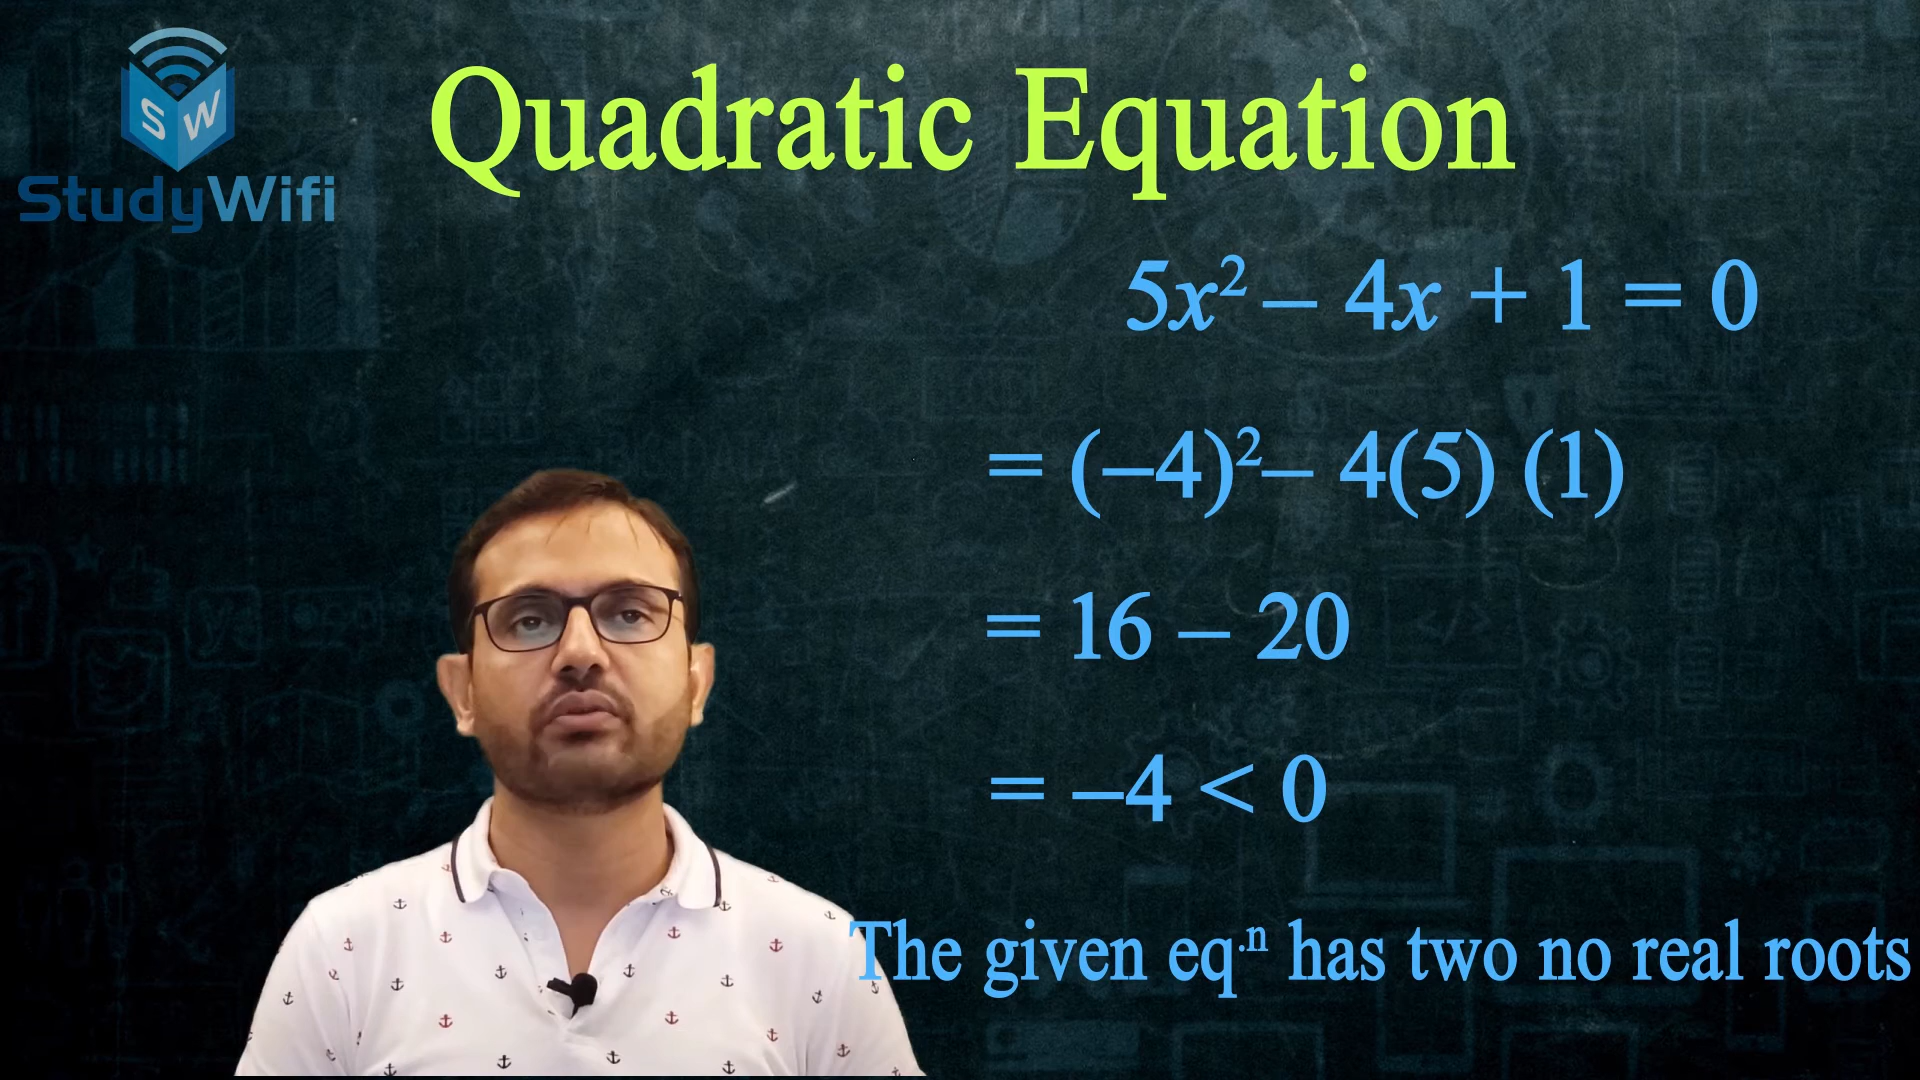 SW
StudyWifi
Quadratic Equation
5x² – 4x + 1 = 0
= (–4)² – 4(5) (1)
= 16 – 20
= –4 < 0
The given eq.ⁿ has two no real roots